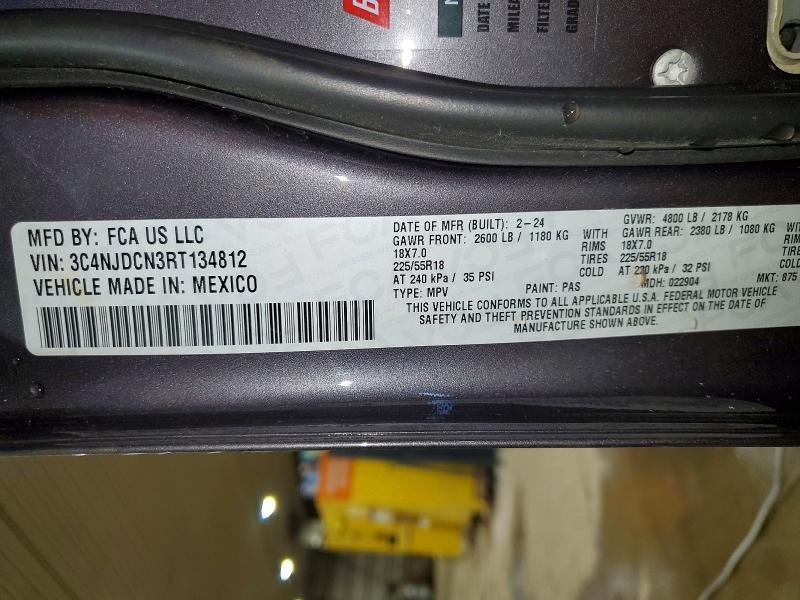 DATE
MILEA
FILTE
GRAD
MFD BY: FCA US LLC
VIN: 3C4NJDCN3RT134812
VEHICLE MADE IN: MEXICO
DATE OF MFR (BUILT): 2-24 GVWR: 4800 LB / 2178 KG
GAWR FRONT: 2600 LB / 1180 KG WITH GAWR REAR: 2380 LB / 1080 KG
18X7.0 RIMS 18X7.0
225/55R18 TIRES 225/55R18
AT 240 kPa / 35 PSI COLD AT 220 kPa / 32 PSI
TYPE: MPV PAINT: PAS MDH: 022904 MKT: 875
THIS VEHICLE CONFORMS TO ALL APPLICABLE U.S.A. FEDERAL MOTOR VEHICLE
SAFETY AND THEFT PREVENTION STANDARDS IN EFFECT ON THE DATE OF
MANUFACTURE SHOWN ABOVE.